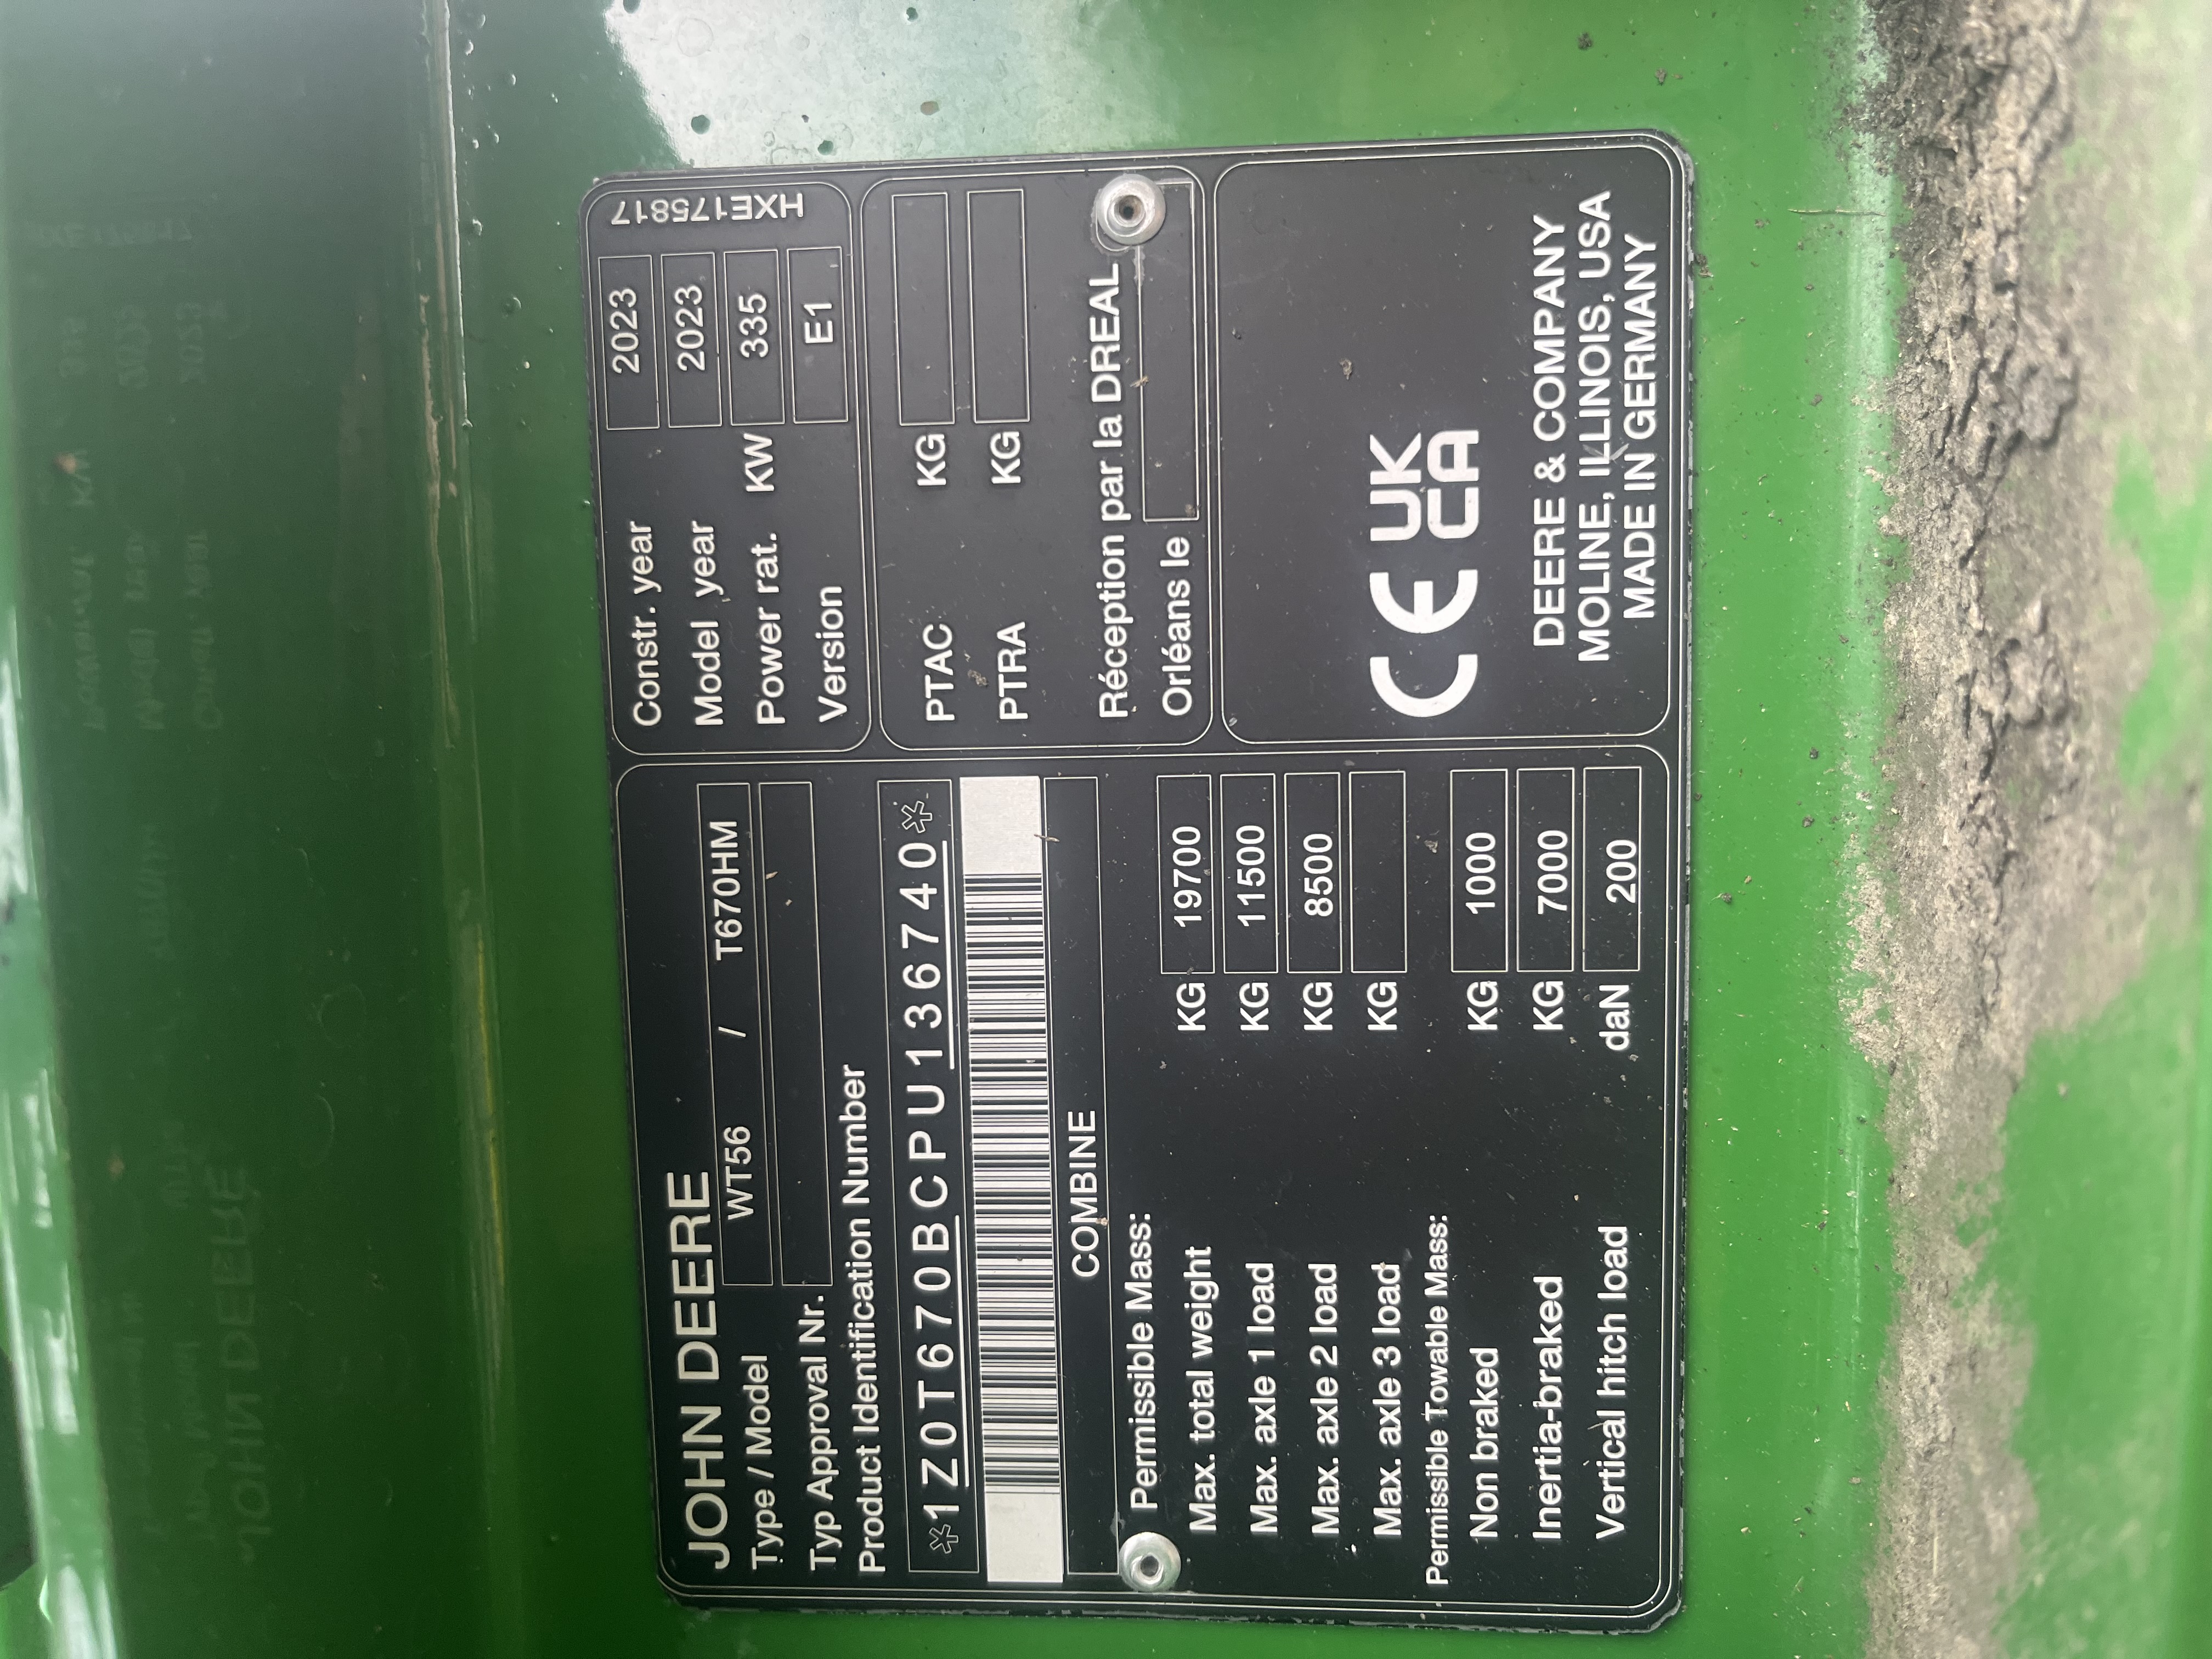 JOHN DEERE
Type / Model WT56 / T670HM
Typ Approval Nr.
Product Identification Number
*1Z0T670BCPU136740*
COMBINE
Permissible Mass:
Max. total weight KG 19700
Max. axle 1 load KG 11500
Max. axle 2 load KG 8500
Max. axle 3 load KG
Permissible Towable Mass:
Non braked KG 1000
Inertia-braked KG 7000
Vertical hitch load daN 200
Constr. year 2023
Model year 2023
Power rat. KW 335
Version E1
HXE175817
PTAC KG
PTRA KG
Réception par la DREAL
Orléans le
CE UK
CA
DEERE & COMPANY
MOLINE, ILLINOIS, USA
MADE IN GERMANY